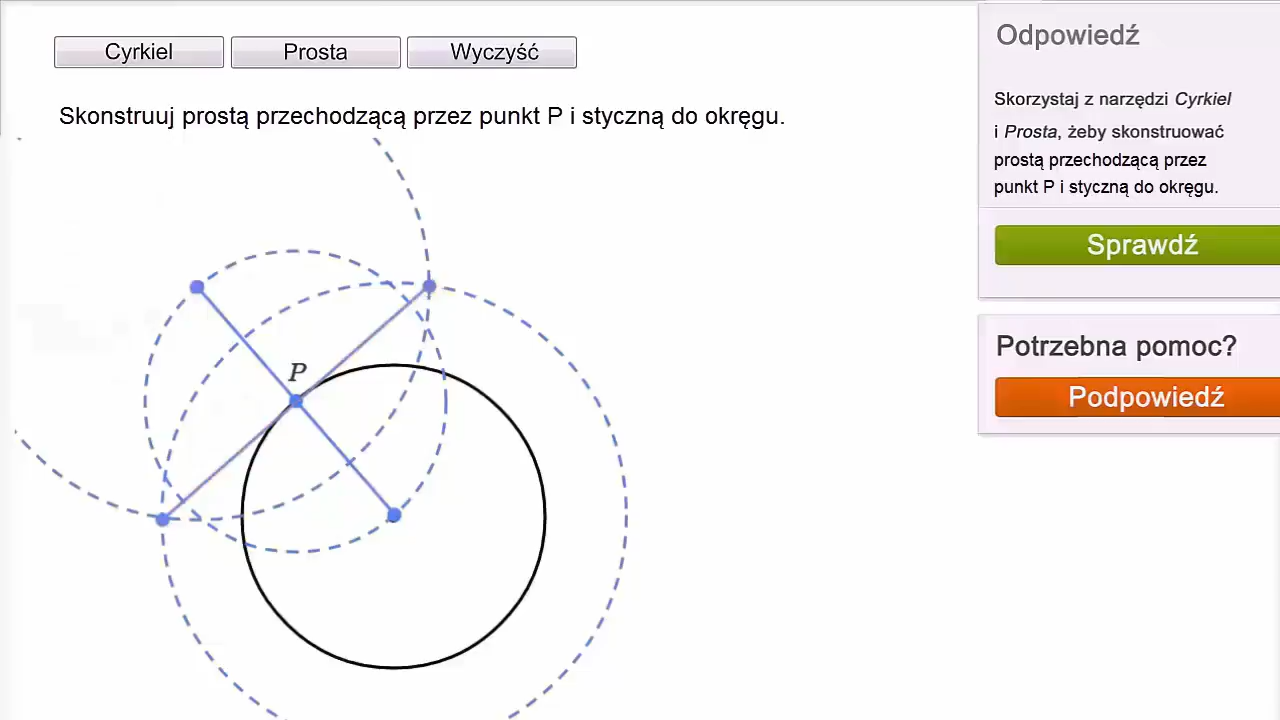 Cyrkiel Prosta Wyczyść
Skonstruuj prostą przechodzącą przez punkt P i styczną do okręgu.
P
Odpowiedź
Skorzystaj z narzędzi Cyrkiel
i Prosta, żeby skonstruować
prostą przechodzącą przez
punkt P i styczną do okręgu.
Sprawdź
Potrzebna pomoc?
Podpowiedź